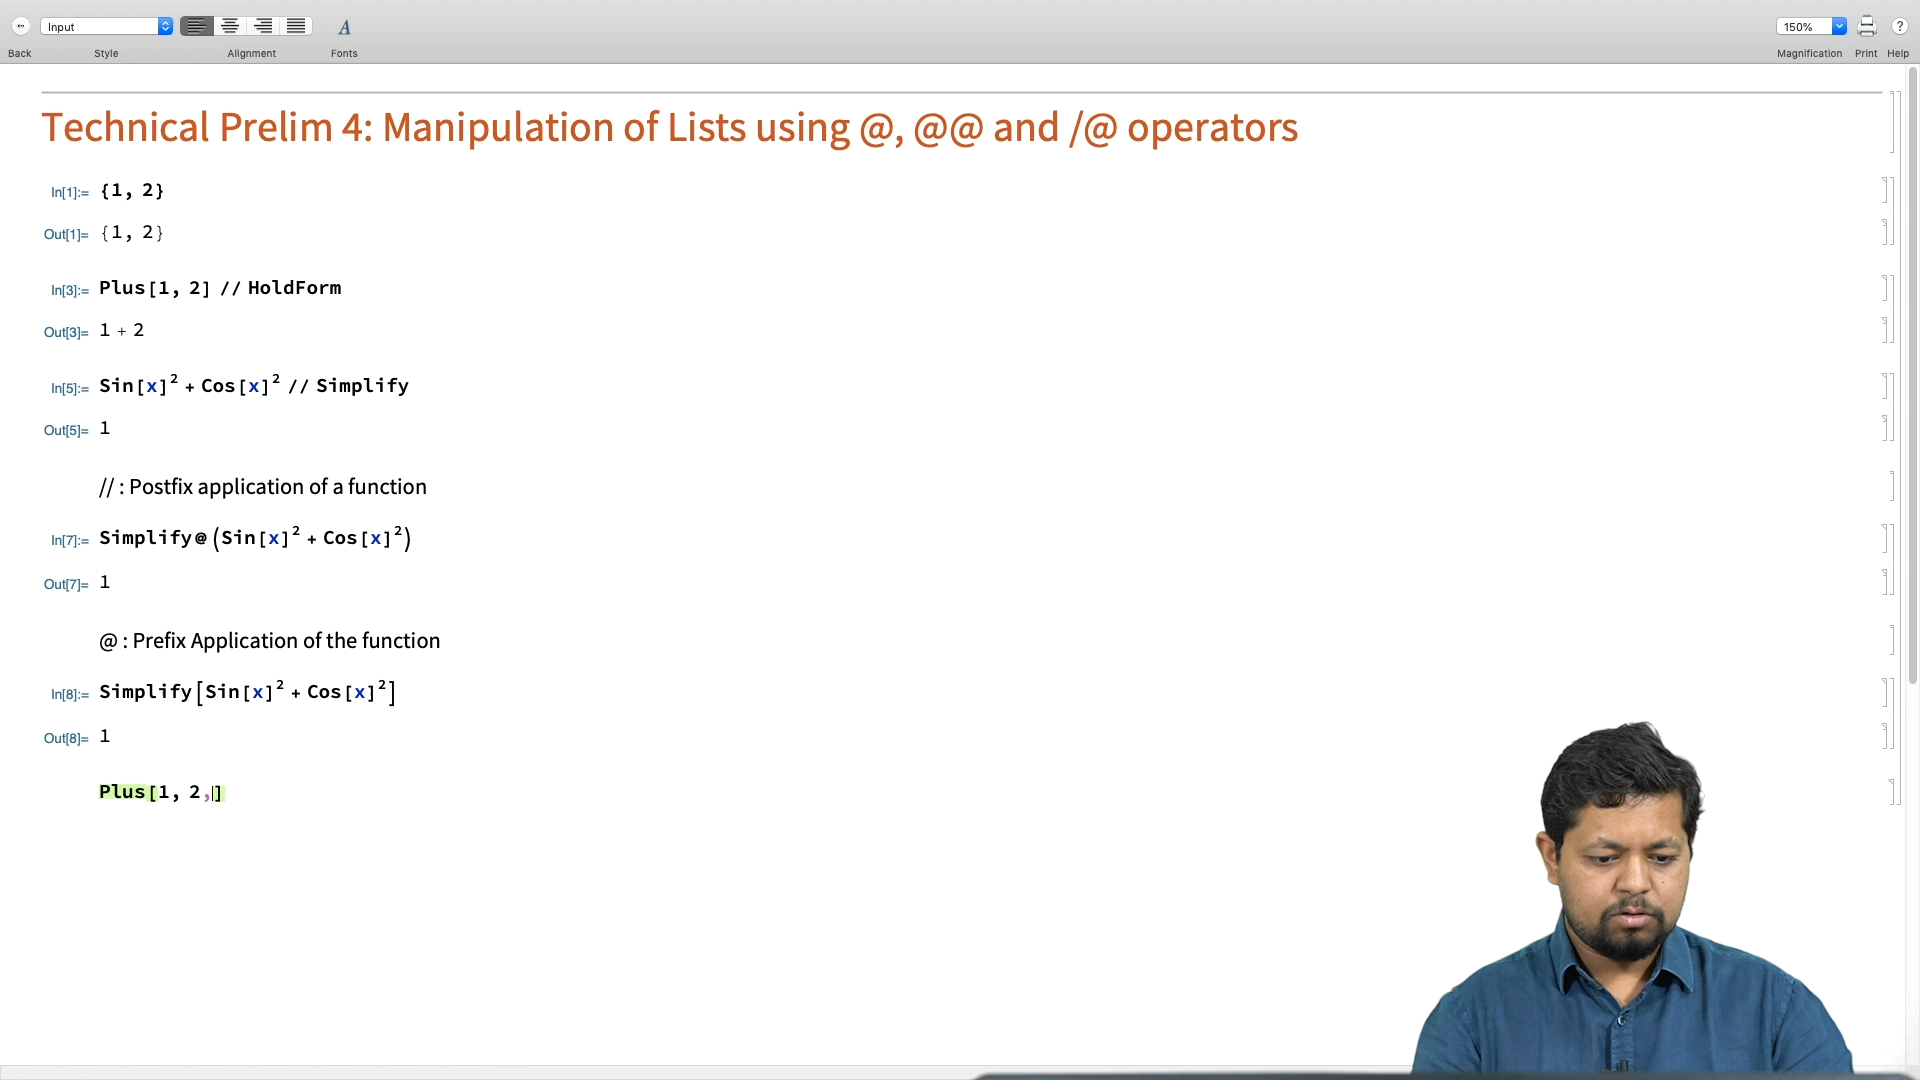 Input
150%
Back
Style
Alignment
Fonts
Magnification
Print
Help
Technical Prelim 4: Manipulation of Lists using @, @@ and /@ operators
In[1]:= {1, 2}
Out[1]= {1, 2}
In[3]:= Plus[1, 2] // HoldForm
Out[3]= 1 + 2
In[5]:= Sin[x]² + Cos[x]² // Simplify
Out[5]= 1
// : Postfix application of a function
In[7]:= Simplify@(Sin[x]² + Cos[x]²)
Out[7]= 1
@ : Prefix Application of the function
In[8]:= Simplify[Sin[x]² + Cos[x]²]
Out[8]= 1
Plus[1, 2,]